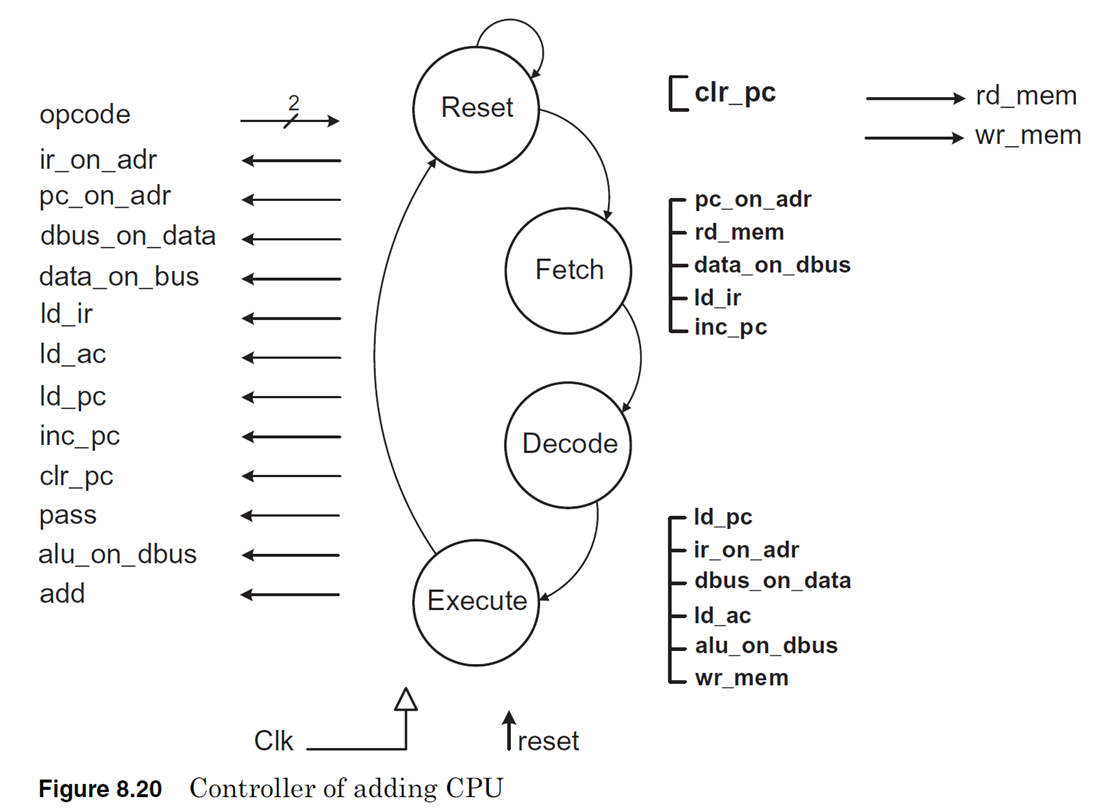 opcode
2
ir_on_adr
pc_on_adr
dbus_on_data
data_on_bus
ld_ir
ld_ac
ld_pc
inc_pc
clr_pc
pass
alu_on_dbus
add
Reset
Fetch
Decode
Execute
clr_pc
rd_mem
wr_mem
pc_on_adr
rd_mem
data_on_dbus
ld_ir
inc_pc
ld_pc
ir_on_adr
dbus_on_data
ld_ac
alu_on_dbus
wr_mem
Clk
reset
Figure 8.20 Controller of adding CPU